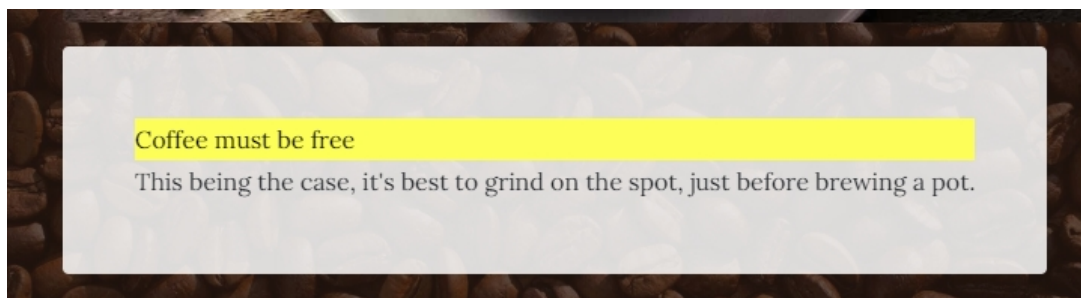 Coffee must be free
This being the case, it's best to grind on the spot, just before brewing a pot.